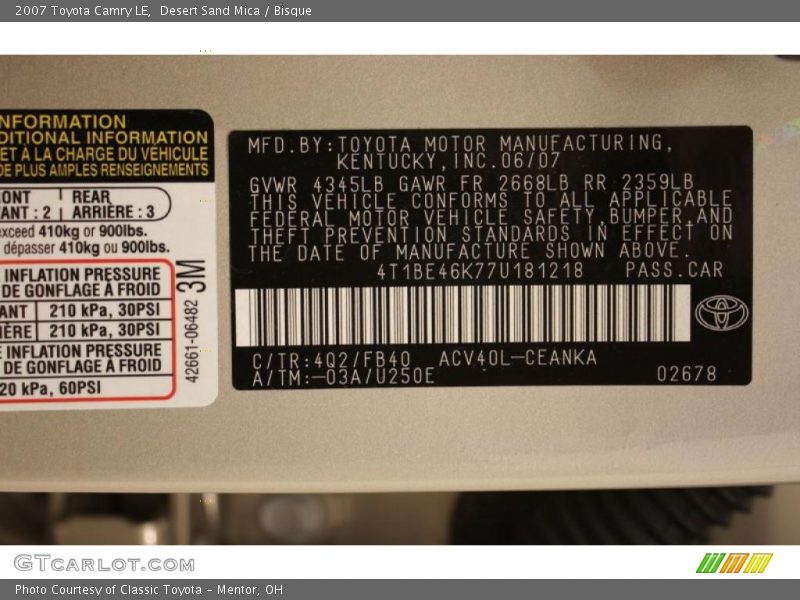 2007 Toyota Camry LE,  Desert Sand Mica / Bisque
NFORMATION
DITIONAL INFORMATION
ET À LA CHARGE DU VÉHICULE
DE PLUS AMPLES RENSEIGNEMENTS
ONT REAR
ANT : 2 ARRIÈRE : 3
exceed 410kg or 900lbs.
dépasser 410kg ou 900lbs.
INFLATION PRESSURE
DE GONFLAGE À FROID
ANT 210 kPa, 30PSI
IÈRE 210 kPa, 30PSI
INFLATION PRESSURE
DE GONFLAGE À FROID
20 kPa, 60PSI
42661-06482 3M
MFD.BY:TOYOTA MOTOR MANUFACTURING,
KENTUCKY,INC.06/07
GVWR 4345LB GAWR FR 2668LB RR 2359LB
THIS VEHICLE CONFORMS TO ALL APPLICABLE
FEDERAL MOTOR VEHICLE SAFETY,BUMPER,AND
THEFT PREVENTION STANDARDS IN EFFECT ON
THE DATE OF MANUFACTURE SHOWN ABOVE.
4T1BE46K77U181218 PASS.CAR
C/TR:4Q2/FB40 ACV40L-CEANKA
A/TM:-03A/U250E 02678
GTCARLOT.COM
Photo Courtesy of Classic Toyota - Mentor, OH